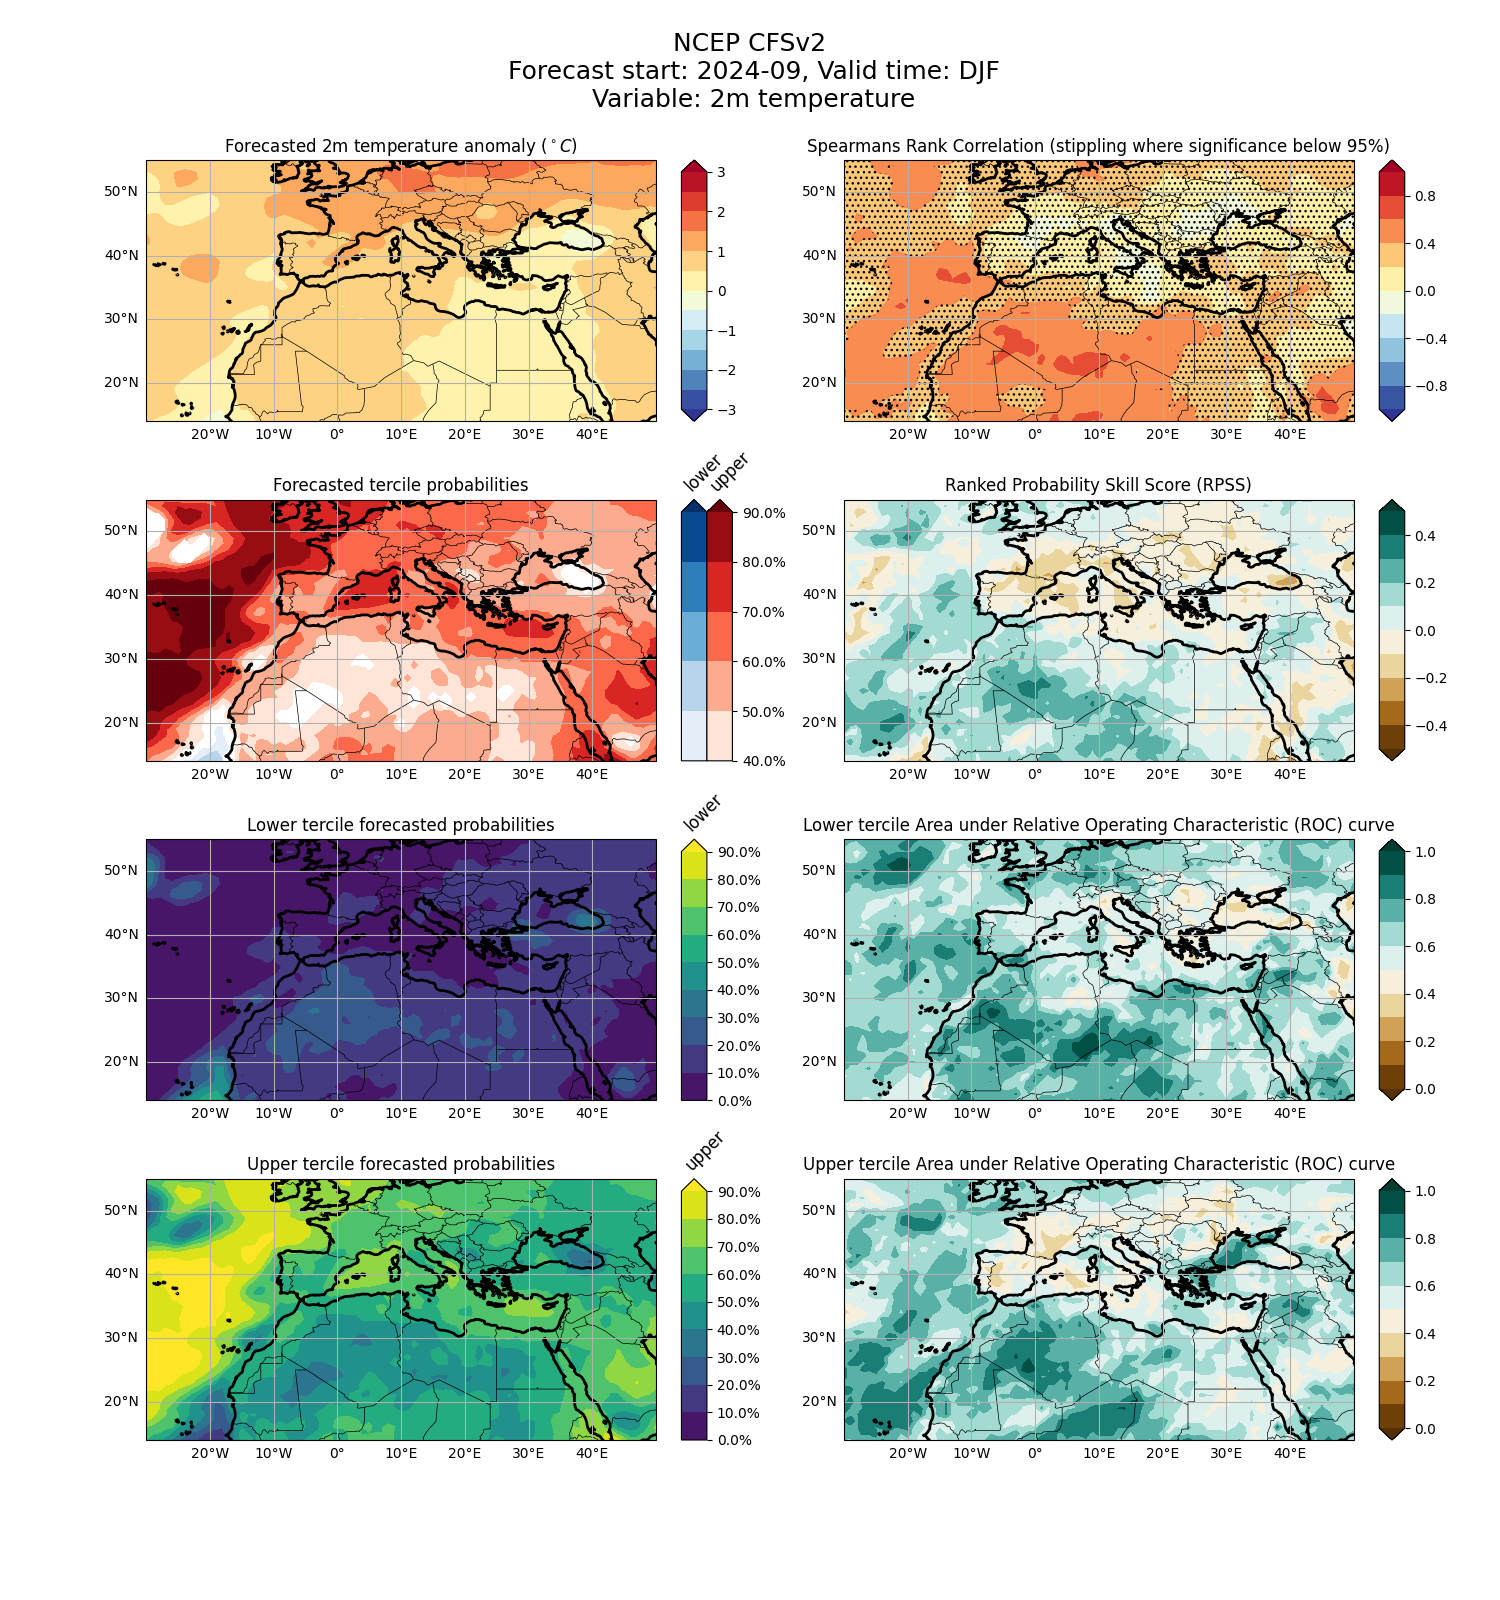 NCEP CFSv2
Forecast start: 2024-09, Valid time: DJF
Variable: 2m temperature
Forecasted 2m temperature anomaly (°C)
50°N
40°N
30°N
20°N
20°W 10°W 0° 10°E 20°E 30°E 40°E
3
2
1
0
−1
−2
−3
Spearmans Rank Correlation (stippling where significance below 95%)
50°N
40°N
30°N
20°N
20°W 10°W 0° 10°E 20°E 30°E 40°E
0.8
0.4
0.0
−0.4
−0.8
Forecasted tercile probabilities
50°N
40°N
30°N
20°N
20°W 10°W 0° 10°E 20°E 30°E 40°E
lower
upper
90.0%
80.0%
70.0%
60.0%
50.0%
40.0%
Ranked Probability Skill Score (RPSS)
50°N
40°N
30°N
20°N
20°W 10°W 0° 10°E 20°E 30°E 40°E
0.4
0.2
0.0
−0.2
−0.4
Lower tercile forecasted probabilities
50°N
40°N
30°N
20°N
20°W 10°W 0° 10°E 20°E 30°E 40°E
lower
90.0%
80.0%
70.0%
60.0%
50.0%
40.0%
30.0%
20.0%
10.0%
0.0%
Lower tercile Area under Relative Operating Characteristic (ROC) curve
50°N
40°N
30°N
20°N
20°W 10°W 0° 10°E 20°E 30°E 40°E
1.0
0.8
0.6
0.4
0.2
0.0
Upper tercile forecasted probabilities
50°N
40°N
30°N
20°N
20°W 10°W 0° 10°E 20°E 30°E 40°E
upper
90.0%
80.0%
70.0%
60.0%
50.0%
40.0%
30.0%
20.0%
10.0%
0.0%
Upper tercile Area under Relative Operating Characteristic (ROC) curve
50°N
40°N
30°N
20°N
20°W 10°W 0° 10°E 20°E 30°E 40°E
1.0
0.8
0.6
0.4
0.2
0.0